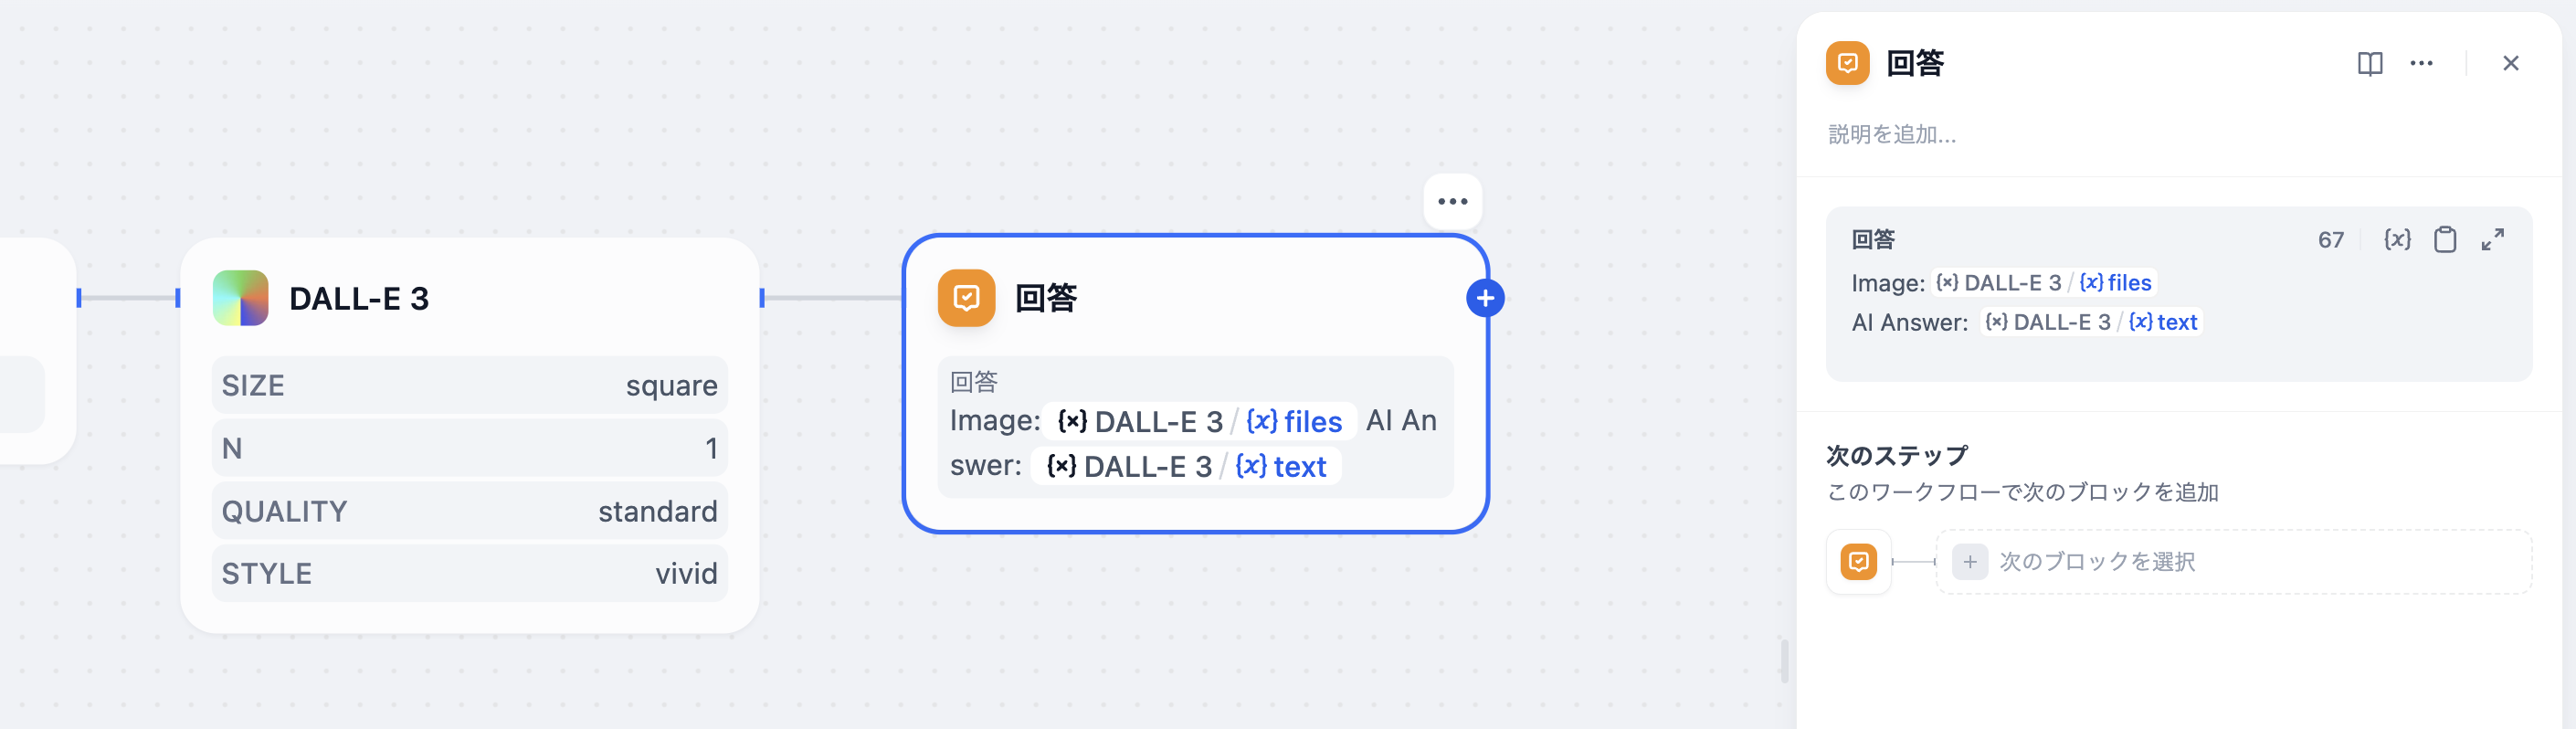 DALL-E 3
SIZE square
N 1
QUALITY standard
STYLE vivid
回答
回答
Image: {x} DALL-E 3 / {x} files AI An
swer: {x} DALL-E 3 / {x} text
回答
説明を追加...
回答 67 {x}
Image: {x} DALL-E 3 / {x} files
AI Answer: {x} DALL-E 3 / {x} text
次のステップ
このワークフローで次のブロックを追加
次のブロックを選択